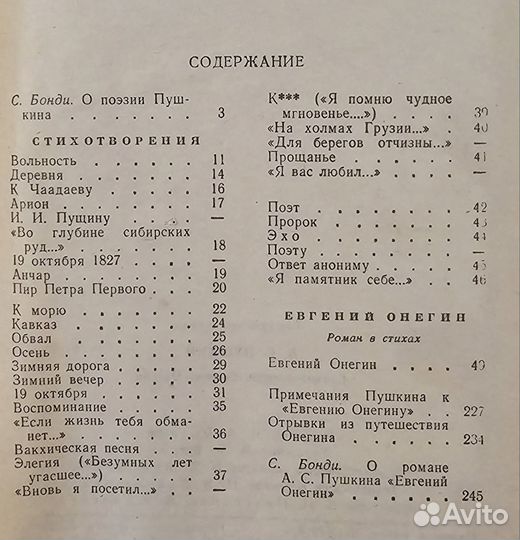 СОДЕРЖАНИЕ
С. Бонди. О поэзии Пуш-
кина . . . . . . . 3
СТИХОТВОРЕНИЯ
Вольность . . . . . . 11
Деревня . . . . . . 14
К Чаадаеву . . . . . 16
Арион . . . . . . . 17
И. И. Пущину . . . . —
«Во глубине сибирских
руд...» . . . . . . 18
19 октября 1827 . . . . —
Анчар . . . . . . . 19
Пир Петра Первого . . . 20
К морю . . . . . . 22
Кавказ . . . . . . . 24
Обвал . . . . . . . 25
Осень . . . . . . . 26
Зимняя дорога . . . . 29
Зимний вечер . . . . 30
19 октября . . . . . 31
Воспоминание . . . . . 35
«Если жизнь тебя обма-
нет...» . . . . . . 36
Вакхическая песня . . . —
Элегия («Безумных лет
угасшее...») . . . . . 37
«Вновь я посетил...» . . . —
К*** («Я помню чудное
мгновенье....») . . . . 39
«На холмах Грузии...» . 40
«Для берегов отчизны...» . —
Прощанье . . . . . . 41
«Я вас любил...» . . . —
Поэт . . . . . . . 42
Пророк . . . . . . 43
Эхо . . . . . . . 44
Поэту . . . . . . . —
Ответ анониму . . . . 45
«Я памятник себе...» . . 46
ЕВГЕНИЙ ОНЕГИН
Роман в стихах
Евгений Онегин . . . . 49
Примечания Пушкина к
«Евгению Онегину» . . 227
Отрывки из путешествия
Онегина . . . . . . 234
С. Бонди. О романе
А. С. Пушкина «Евгений
Онегин» . . . . . . 245
Avito